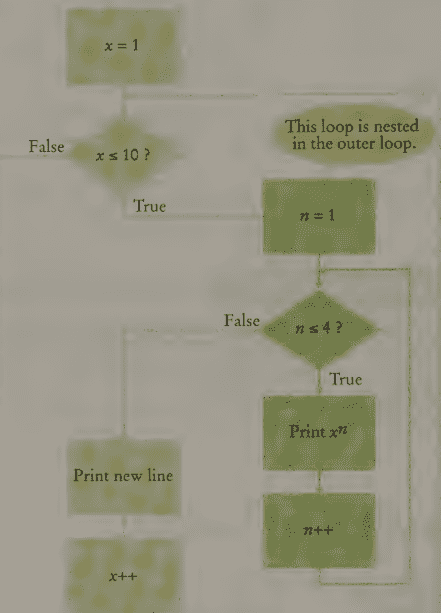 x = 1
This loop is nested
in the outer loop.
False
x ≤ 10 ?
True
n = 1
False
n ≤ 4 ?
True
Print xⁿ
Print new line
n++
x++